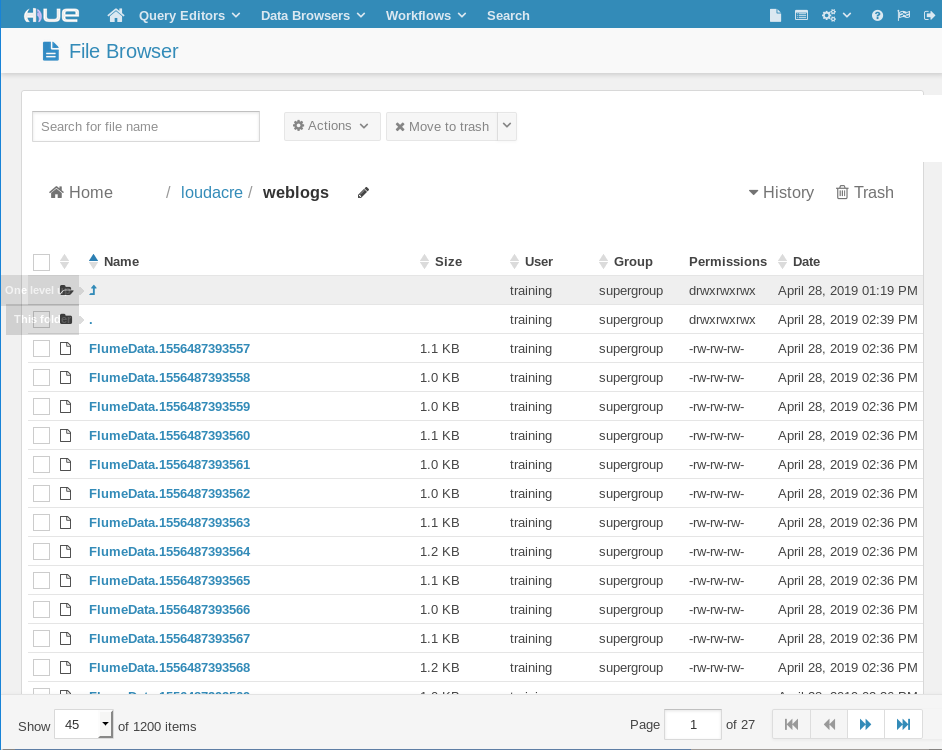 HUE Query Editors Data Browsers Workflows Search
File Browser
Search for file name Actions Move to trash
Home / loudacre / weblogs History Trash
Name Size User Group Permissions Date
One level training supergroup drwxrwxrwx April 28, 2019 01:19 PM
This folder . training supergroup drwxrwxrwx April 28, 2019 02:39 PM
FlumeData.1556487393557 1.1 KB training supergroup -rw-rw-rw- April 28, 2019 02:36 PM
FlumeData.1556487393558 1.0 KB training supergroup -rw-rw-rw- April 28, 2019 02:36 PM
FlumeData.1556487393559 1.0 KB training supergroup -rw-rw-rw- April 28, 2019 02:36 PM
FlumeData.1556487393560 1.1 KB training supergroup -rw-rw-rw- April 28, 2019 02:36 PM
FlumeData.1556487393561 1.0 KB training supergroup -rw-rw-rw- April 28, 2019 02:36 PM
FlumeData.1556487393562 1.0 KB training supergroup -rw-rw-rw- April 28, 2019 02:36 PM
FlumeData.1556487393563 1.1 KB training supergroup -rw-rw-rw- April 28, 2019 02:36 PM
FlumeData.1556487393564 1.2 KB training supergroup -rw-rw-rw- April 28, 2019 02:36 PM
FlumeData.1556487393565 1.1 KB training supergroup -rw-rw-rw- April 28, 2019 02:36 PM
FlumeData.1556487393566 1.0 KB training supergroup -rw-rw-rw- April 28, 2019 02:36 PM
FlumeData.1556487393567 1.1 KB training supergroup -rw-rw-rw- April 28, 2019 02:36 PM
FlumeData.1556487393568 1.2 KB training supergroup -rw-rw-rw- April 28, 2019 02:36 PM
Show 45 of 1200 items Page 1 of 27